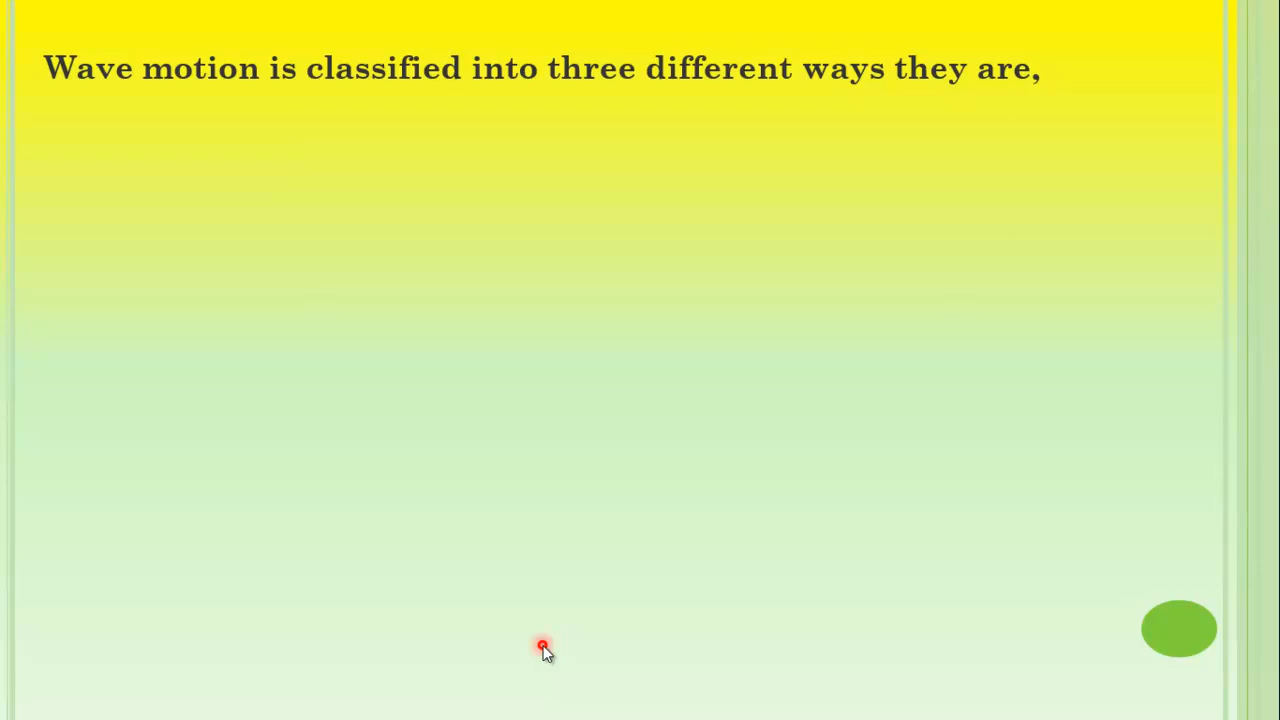 Wave motion is classified into three different ways they are,